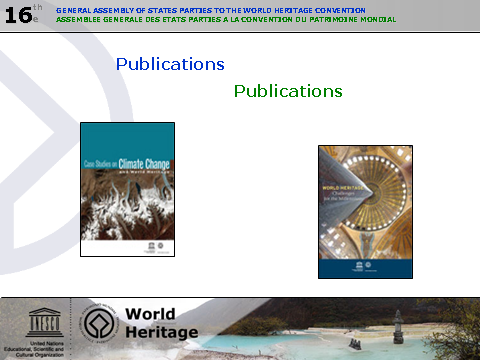 16th
e
GENERAL ASSEMBLY OF STATES PARTIES TO THE WORLD HERITAGE CONVENTION
ASSEMBLEE GENERALE DES ETATS PARTIES A LA CONVENTION DU PATRIMOINE MONDIAL
Publications
Publications
Case Studies on Climate Change
and World Heritage
WORLD HERITAGE
Challenges
for the Millennium
UNESCO
United Nations
Educational, Scientific and
Cultural Organization
World
Heritage